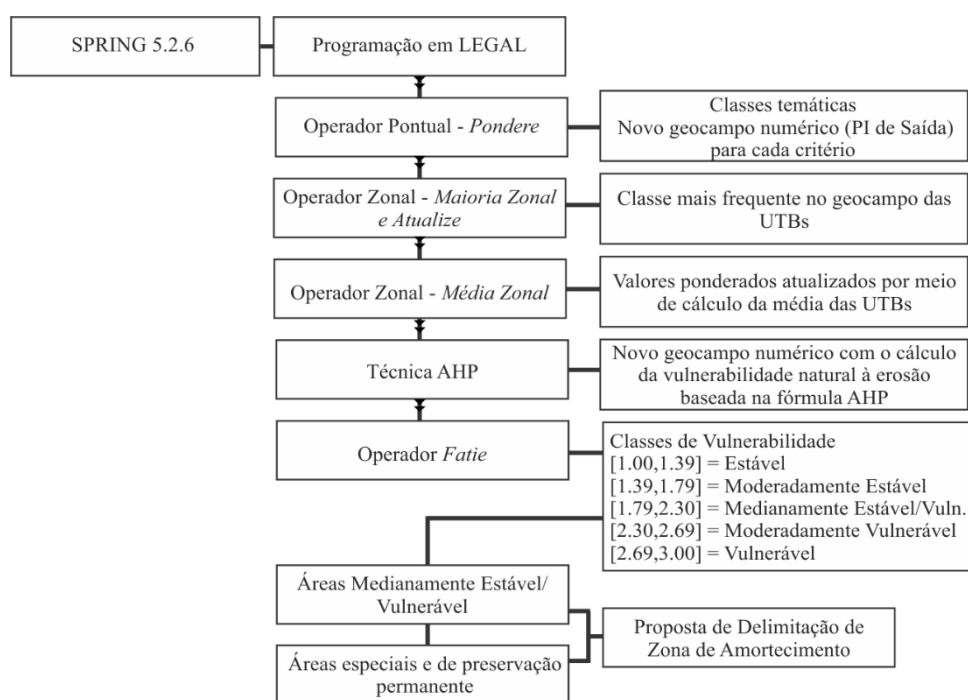 SPRING 5.2.6
Programação em LEGAL
Operador Pontual - Pondere
Classes temáticas
Novo geocampo numérico (PI de Saída)
para cada critério
Operador Zonal - Maioria Zonal
e Atualize
Classe mais frequente no geocampo das
UTBs
Operador Zonal - Média Zonal
Valores ponderados atualizados por meio
de cálculo da média das UTBs
Técnica AHP
Novo geocampo numérico com o cálculo
da vulnerabilidade natural à erosão
baseada na fórmula AHP
Operador Fatie
Classes de Vulnerabilidade
[1.00,1.39] = Estável
[1.39,1.79] = Moderadamente Estável
[1.79,2.30] = Medianamente Estável/Vuln.
[2.30,2.69] = Moderadamente Vulnerável
[2.69,3.00] = Vulnerável
Áreas Medianamente Estável/
Vulnerável
Áreas especiais e de preservação
permanente
Proposta de Delimitação de
Zona de Amortecimento